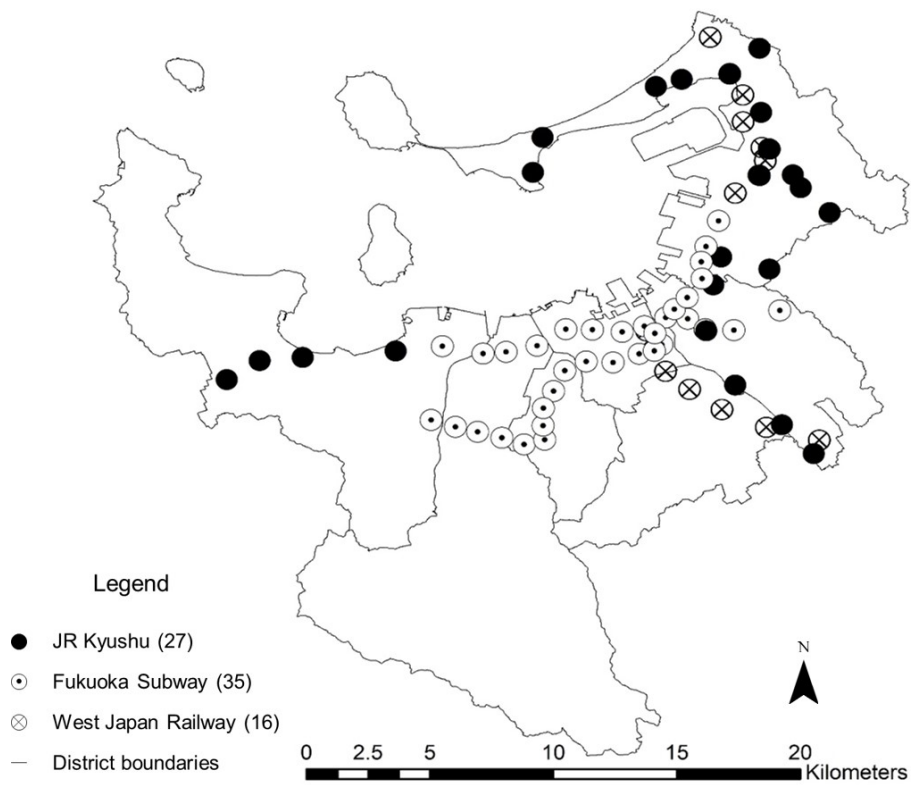 Legend
JR Kyushu (27)
Fukuoka Subway (35)
West Japan Railway (16)
District boundaries
N
0 2.5 5 10 15 20
Kilometers